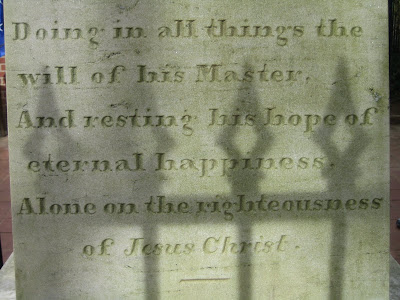 Doing in all things the
will of his Master.
And resting his hope of
eternal happiness.
Alone on the righteousness
of Jesus Christ.